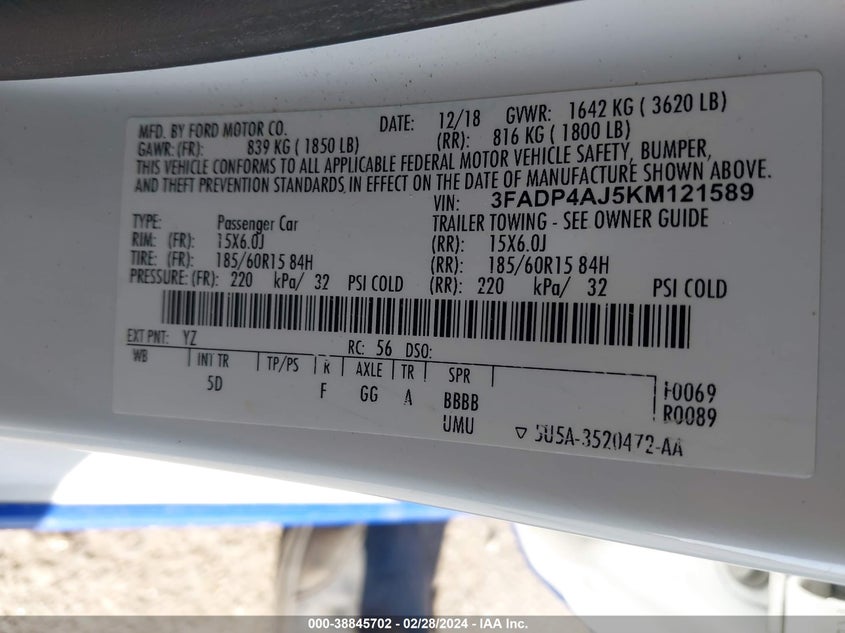 MFD. BY FORD MOTOR CO. DATE: 12/18 GVWR: 1642 KG ( 3620 LB)
GAWR: (FR): 839 KG ( 1850 LB) (RR): 816 KG ( 1800 LB)
THIS VEHICLE CONFORMS TO ALL APPLICABLE FEDERAL MOTOR VEHICLE SAFETY, BUMPER,
AND THEFT PREVENTION STANDARDS IN EFFECT ON THE DATE OF MANUFACTURE SHOWN ABOVE.
VIN: 3FADP4AJ5KM121589
TYPE: Passenger Car TRAILER TOWING - SEE OWNER GUIDE
RIM: (FR): 15X6.0J (RR): 15X6.0J
TIRE: (FR): 185/60R15 84H (RR): 185/60R15 84H
PRESSURE: (FR): 220 kPa/ 32 PSI COLD (RR): 220 kPa/ 32 PSI COLD
EXT PNT: YZ RC: 56 DSO:
WB INT TR TP/PS R AXLE TR SPR
5D F GG A BBBB
UMU
F0069
R0089
▽ 5U5A-3520472-AA
000-38845702 - 02/28/2024 - IAA Inc.